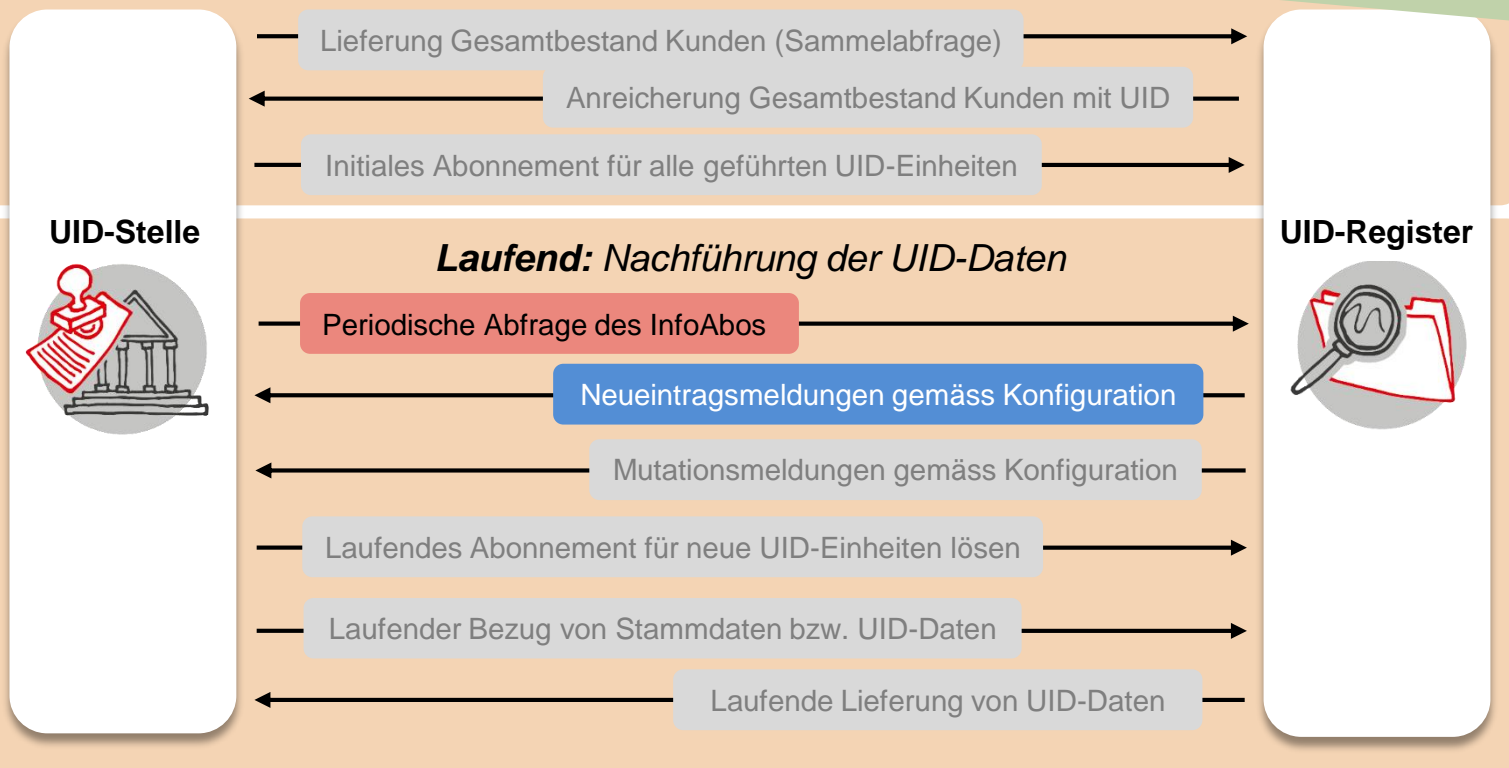 Lieferung Gesamtbestand Kunden (Sammelabfrage)
Anreicherung Gesamtbestand Kunden mit UID
Initiales Abonnement für alle geführten UID-Einheiten
UID-Stelle
UID-Register
Laufend: Nachführung der UID-Daten
Periodische Abfrage des InfoAbos
Neueintragsmeldungen gemäss Konfiguration
Mutationsmeldungen gemäss Konfiguration
Laufendes Abonnement für neue UID-Einheiten lösen
Laufender Bezug von Stammdaten bzw. UID-Daten
Laufende Lieferung von UID-Daten